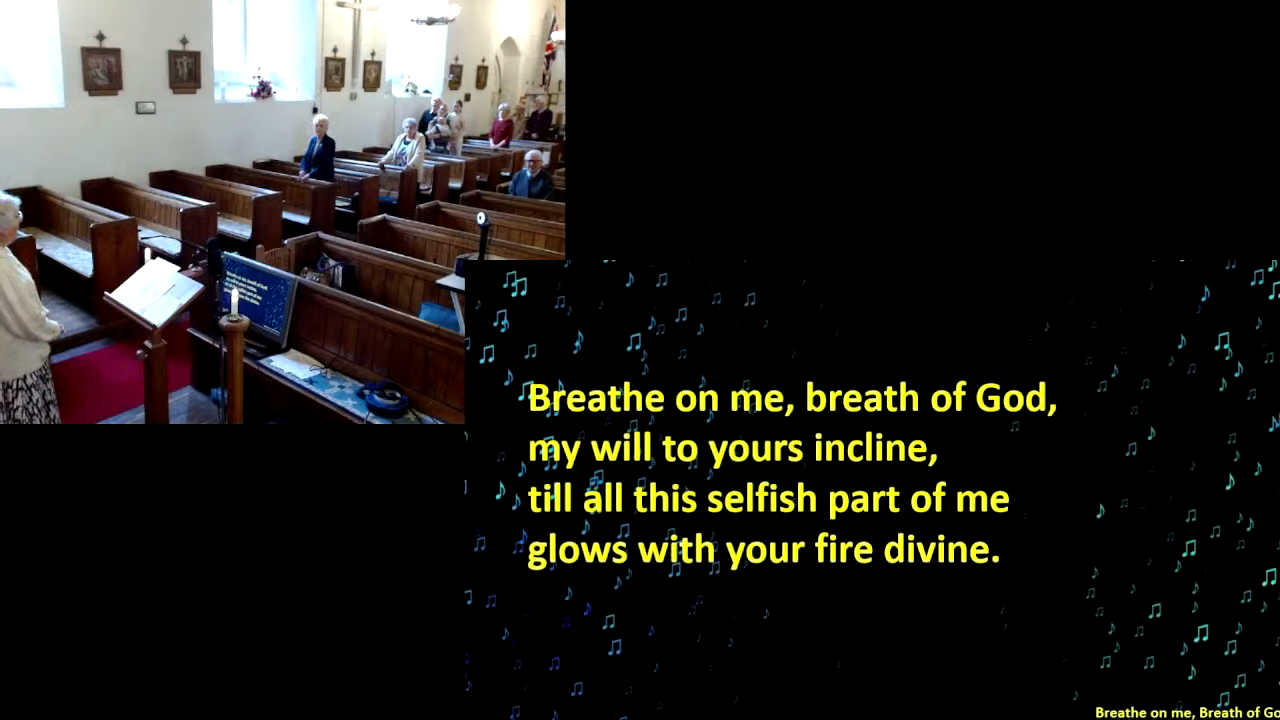 Breathe on me, breath of God,
my will to yours incline,
till all this selfish part of me
glows with your fire divine.
Breathe on me, Breath of Go